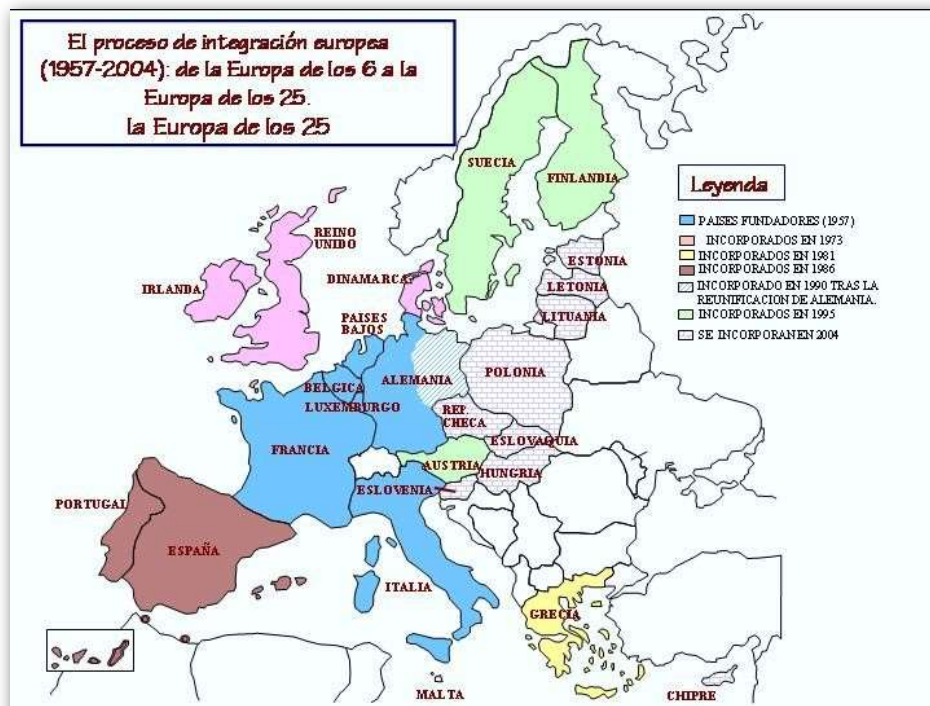 El proceso de integración europea
(1957-2004): de la Europa de los 6 a la
Europa de los 25.
la Europa de los 25
SUECIA
FINLANDIA
Leyenda
PAISES FUNDADORES (1957)
INCORPORADOS EN 1973
INCORPORADOS EN 1981
INCORPORADOS EN 1986
INCORPORADO EN 1990 TRAS LA
REUNIFICACION DE ALEMANIA.
INCORPORADOS EN 1995
SE INCORPORAN EN 2004
REINO
UNIDO
IRLANDA
DINAMARCA
ESTONIA
LETONIA
LITUANIA
PAISES
BAJOS
BELGICA
LUXEMBURGO
ALEMANIA
POLONIA
REP.
CHECA
ESLOVAQUIA
FRANCIA
AUSTRIA
HUNGRIA
ESLOVENIA
PORTUGAL
ESPAÑA
ITALIA
GRECIA
MALTA
CHIPRE